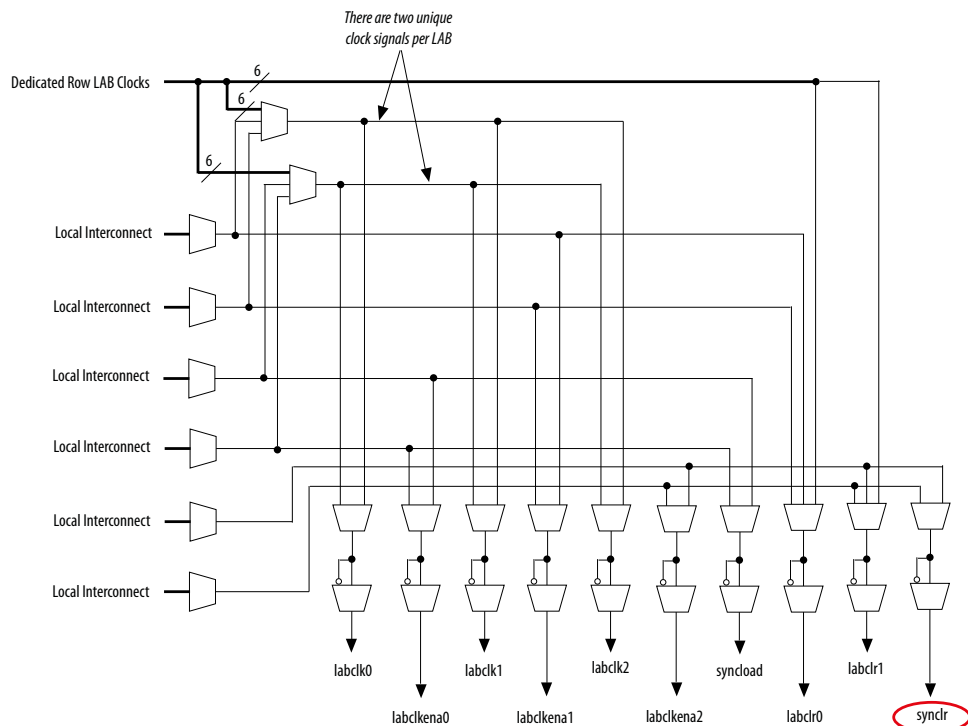 There are two unique
clock signals per LAB
Dedicated Row LAB Clocks
6
6
6
Local Interconnect
Local Interconnect
Local Interconnect
Local Interconnect
Local Interconnect
Local Interconnect
labclk0
labclk1
labclk2
syncload
labclr1
labclkena0
labclkena1
labclkena2
labclr0
synclr